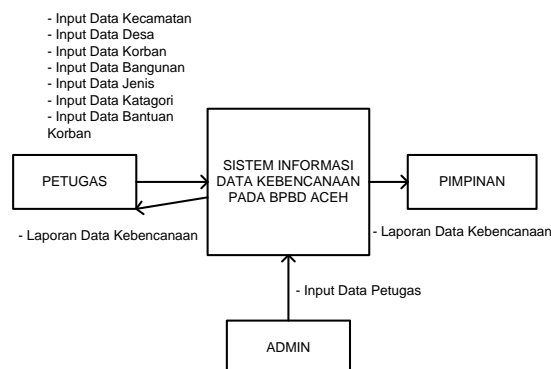 - Input Data Kecamatan
- Input Data Desa
- Input Data Korban
- Input Data Bangunan
- Input Data Jenis
- Input Data Katagori
- Input Data Bantuan
Korban
PETUGAS
SISTEM INFORMASI
DATA KEBENCANAAN
PADA BPBD ACEH
PIMPINAN
- Laporan Data Kebencanaan
- Laporan Data Kebencanaan
- Input Data Petugas
ADMIN